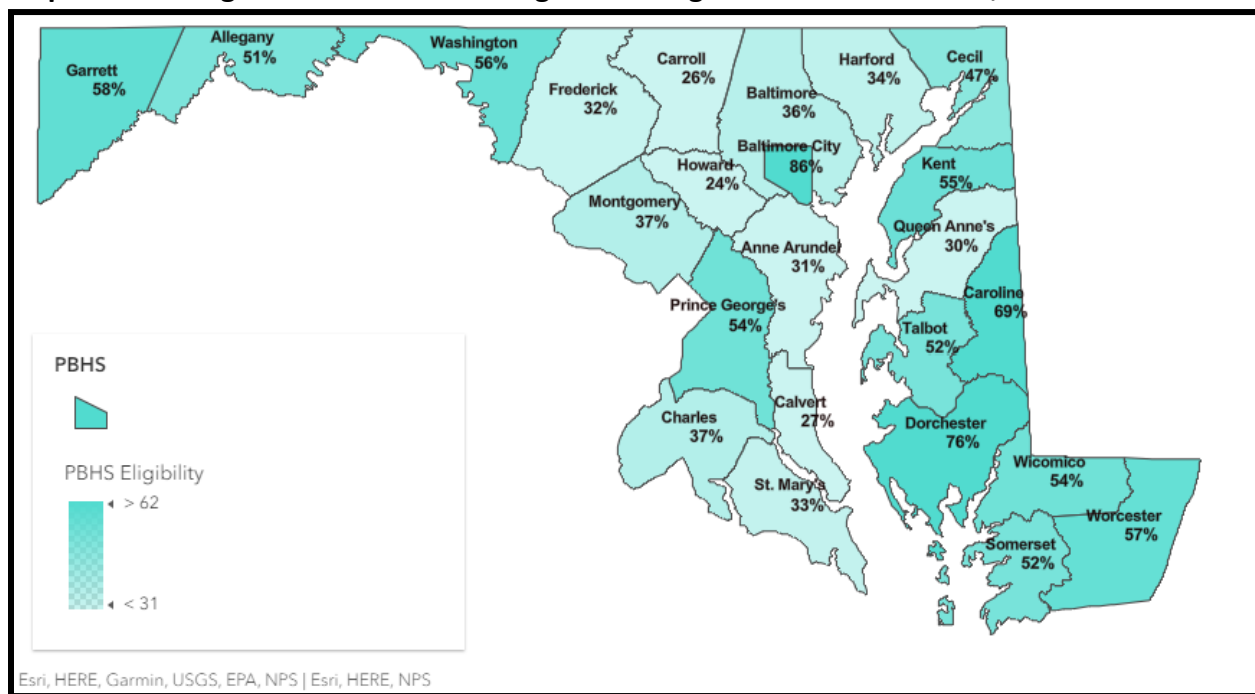 Allegany
51%
Washington
56%
Garrett
58%
Frederick
32%
Carroll
26%
Harford
34%
Cecil
47%
Baltimore
36%
Baltimore City
86%
Howard
24%
Kent
55%
Montgomery
37%
Queen Anne's
30%
Anne Arundel
31%
Prince George's
54%
Caroline
69%
Talbot
52%
Calvert
27%
Charles
37%
Dorchester
76%
St. Mary's
33%
Wicomico
54%
Worcester
57%
Somerset
52%
PBHS
PBHS Eligibility
> 62
< 31
Esri, HERE, Garmin, USGS, EPA, NPS | Esri, HERE, NPS